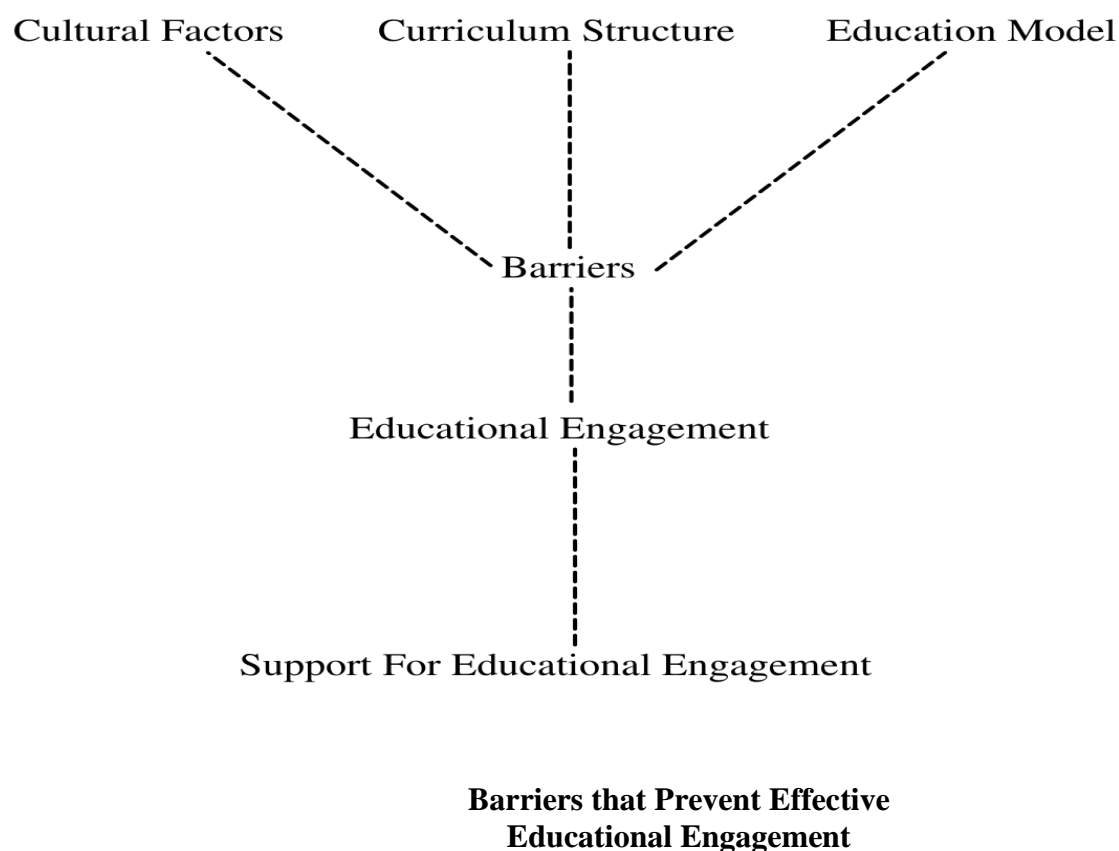 Cultural Factors Curriculum Structure Education Model
Barriers
Educational Engagement
Support For Educational Engagement
Barriers that Prevent Effective
Educational Engagement